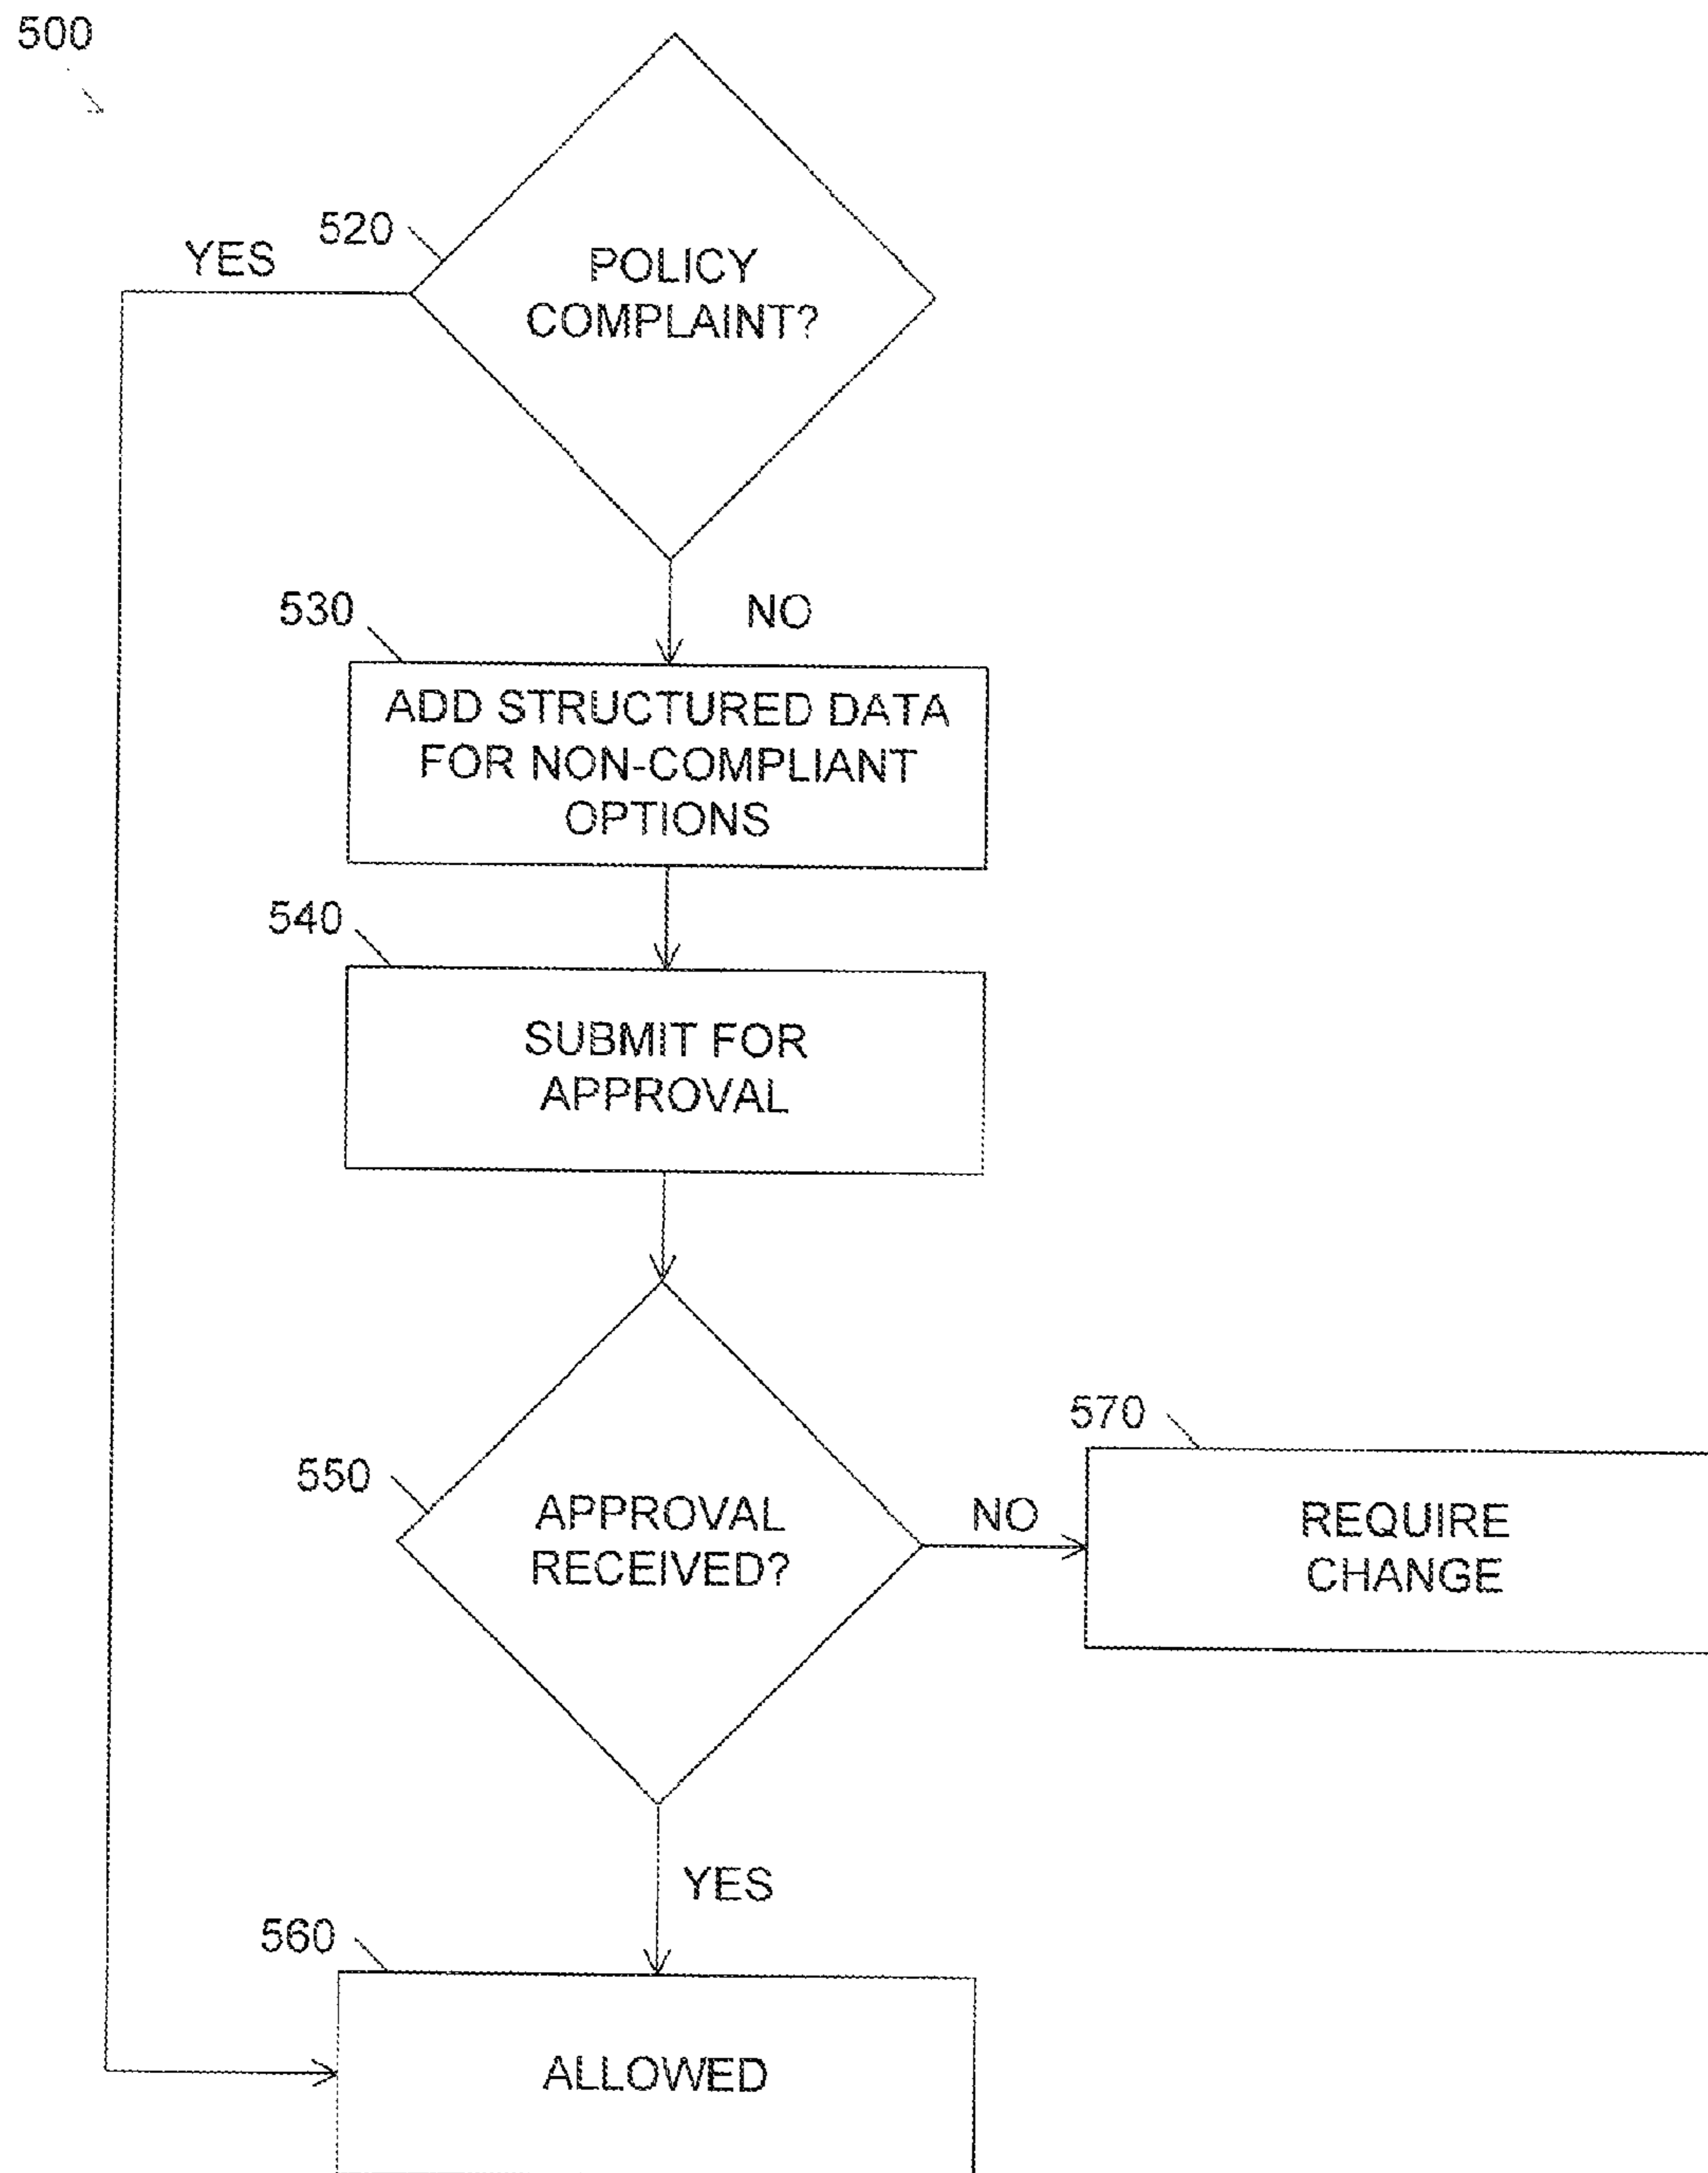 500
520
YES
POLICY
COMPLAINT?
NO
530
ADD STRUCTURED DATA
FOR NON-COMPLIANT
OPTIONS
540
SUBMIT FOR
APPROVAL
550
APPROVAL
RECEIVED?
NO
570
REQUIRE
CHANGE
YES
560
ALLOWED